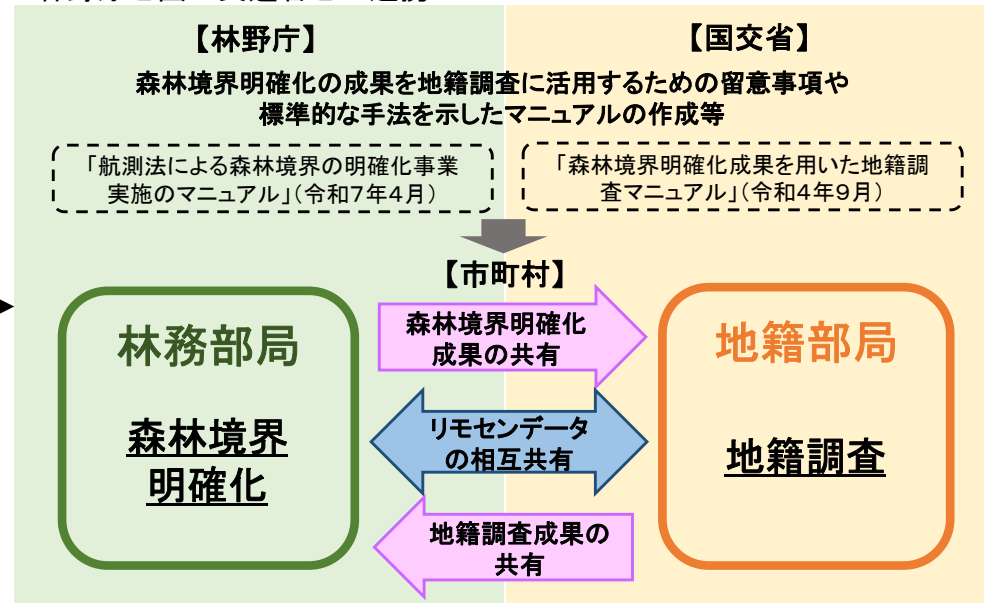 【林野庁】
【国交省】
森林境界明確化の成果を地籍調査に活用するための留意事項や
標準的な手法を示したマニュアルの作成等
「航測法による森林境界の明確化事業
実施のマニュアル」(令和7年4月)
「森林境界明確化成果を用いた地籍調
査マニュアル」(令和4年9月)
【市町村】
林務部局
森林境界
明確化
森林境界明確化
成果の共有
リモセンデータ
の相互共有
地籍調査成果の
共有
地籍部局
地籍調査